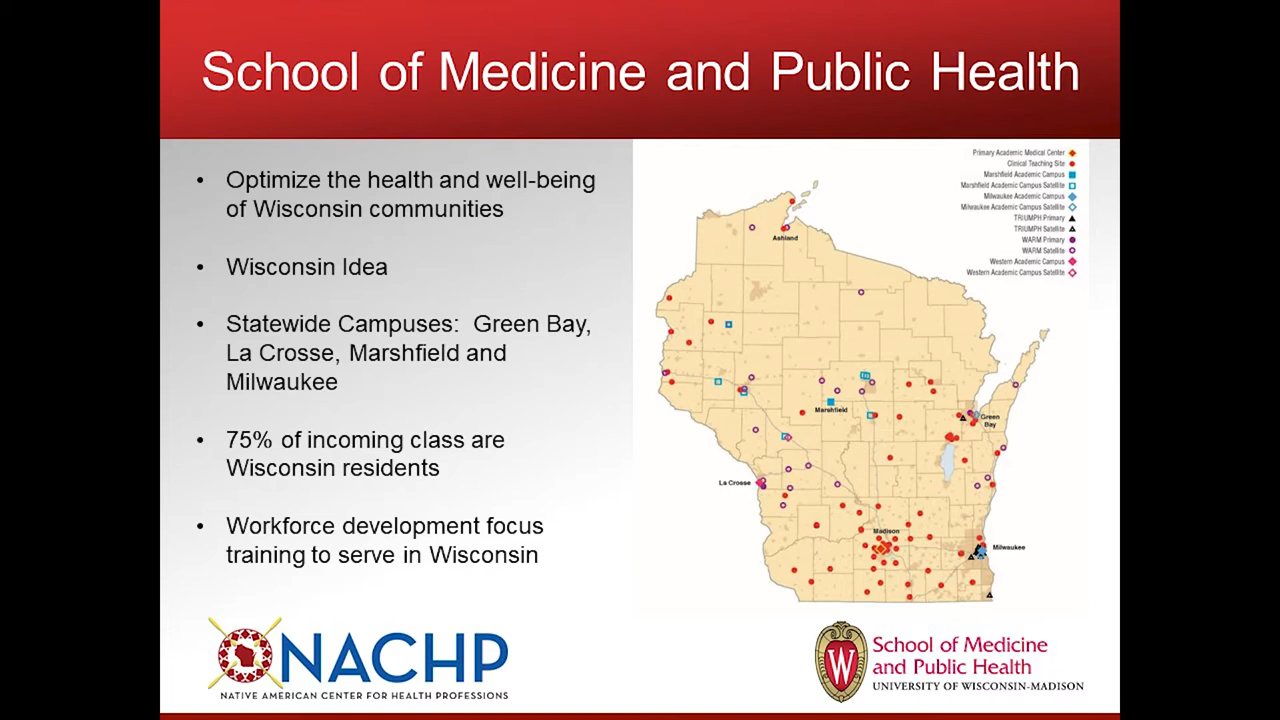 School of Medicine and Public Health
• Optimize the health and well-being
of Wisconsin communities
• Wisconsin Idea
• Statewide Campuses: Green Bay,
La Crosse, Marshfield and
Milwaukee
• 75% of incoming class are
Wisconsin residents
• Workforce development focus
training to serve in Wisconsin
Primary Academic Medical Center
Clinical Teaching Site
Marshfield Academic Campus
Marshfield Academic Campus Satellite
Milwaukee Academic Campus
Milwaukee Academic Campus Satellite
TRIUMPH Primary
TRIUMPH Satellite
WARM Primary
WARM Satellite
Western Academic Campus
Western Academic Campus Satellite
Ashland
Marshfield
Green
Bay
La Crosse
Madison
Milwaukee
NACHP
NATIVE AMERICAN CENTER FOR HEALTH PROFESSIONS
W
School of Medicine
and Public Health
UNIVERSITY OF WISCONSIN-MADISON